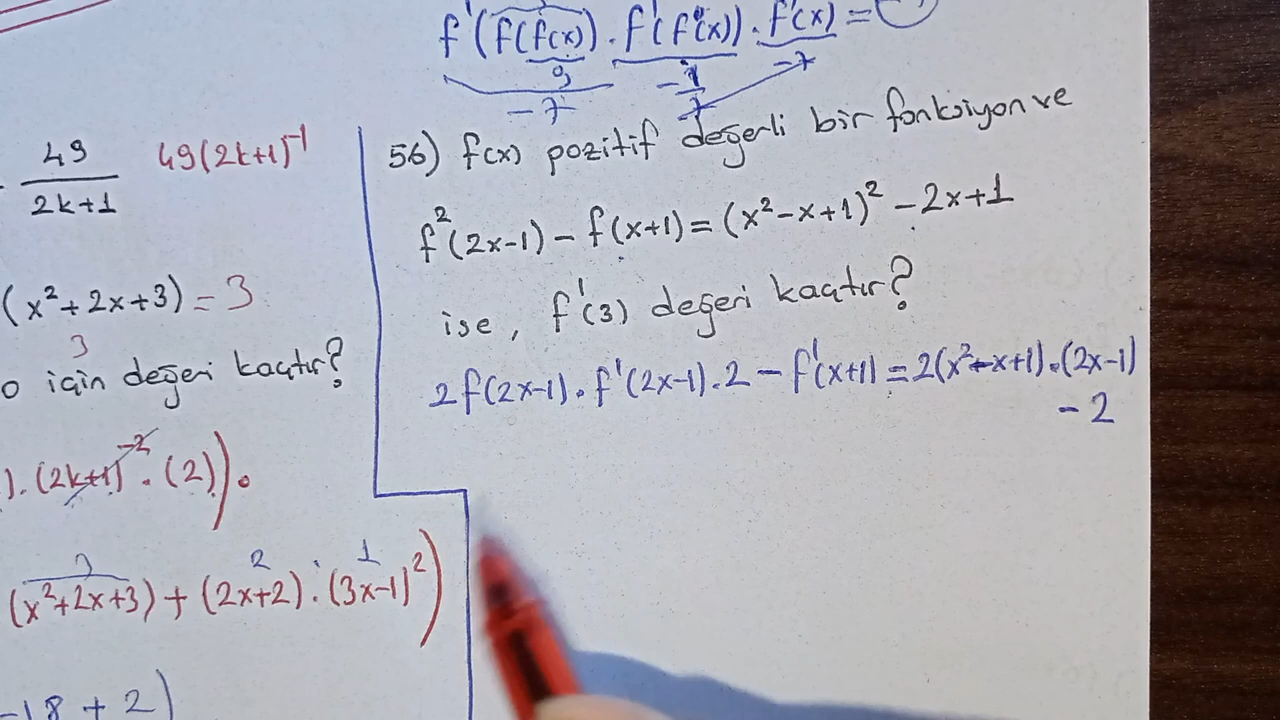 f'(f(f(x))) . f'(f(x)) . f'(x) =
9
-7 -7
49/(2k+1) 49(2k+1)⁻¹
(x²+2x+3) = 3
3
0 için değeri kaçtır?
). (2k+1)⁻² . (2)) .
2 1
(x²+2x+3) + (2x+2) . (3x-1)²)
-18 + 2)
56) f(x) pozitif değerli bir fonksiyon ve
f²(2x-1) - f(x+1) = (x²-x+1)² - 2x+1
ise, f'(3) değeri kaçtır?
2f(2x-1) . f'(2x-1) . 2 - f'(x+1) = 2(x²-x+1) . (2x-1)
- 2